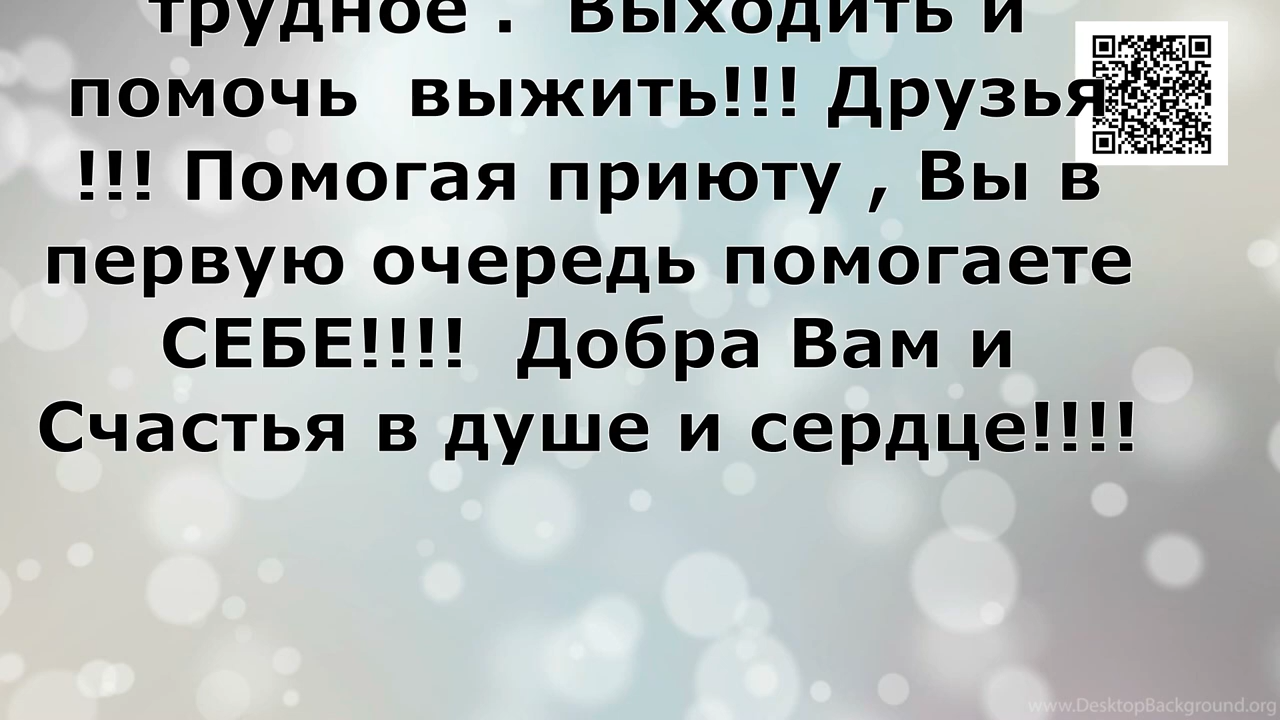 трудное .  Выходить и
помочь  выжить!!! Друзья
!!! Помогая приюту , Вы в
первую очередь помогаете
СЕБЕ!!!!  Добра Вам и
Счастья в душе и сердце!!!!
www.DesktopBackground.org